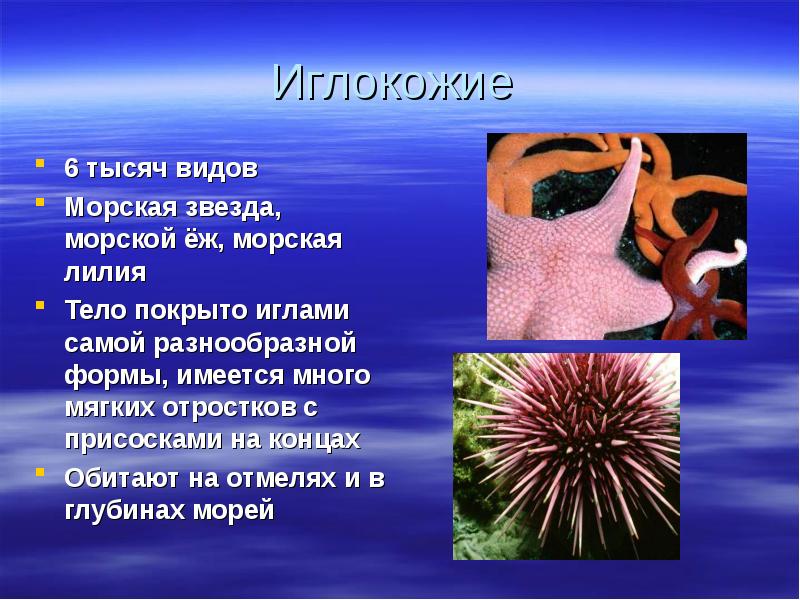 Иглокожие
6 тысяч видов
Морская звезда,
морской ёж, морская
лилия
Тело покрыто иглами
самой разнообразной
формы, имеется много
мягких отростков с
присосками на концах
Обитают на отмелях и в
глубинах морей